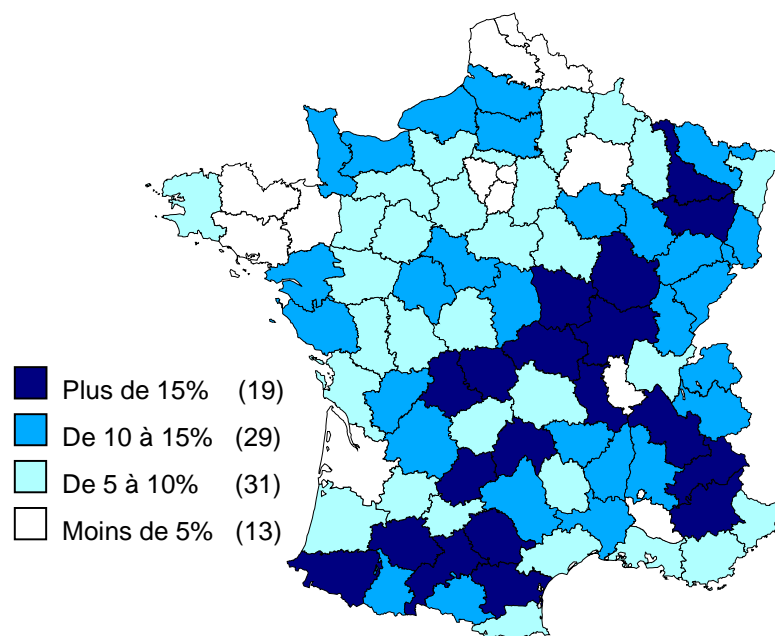 Plus de 15% (19)
De 10 à 15% (29)
De 5 à 10% (31)
Moins de 5% (13)